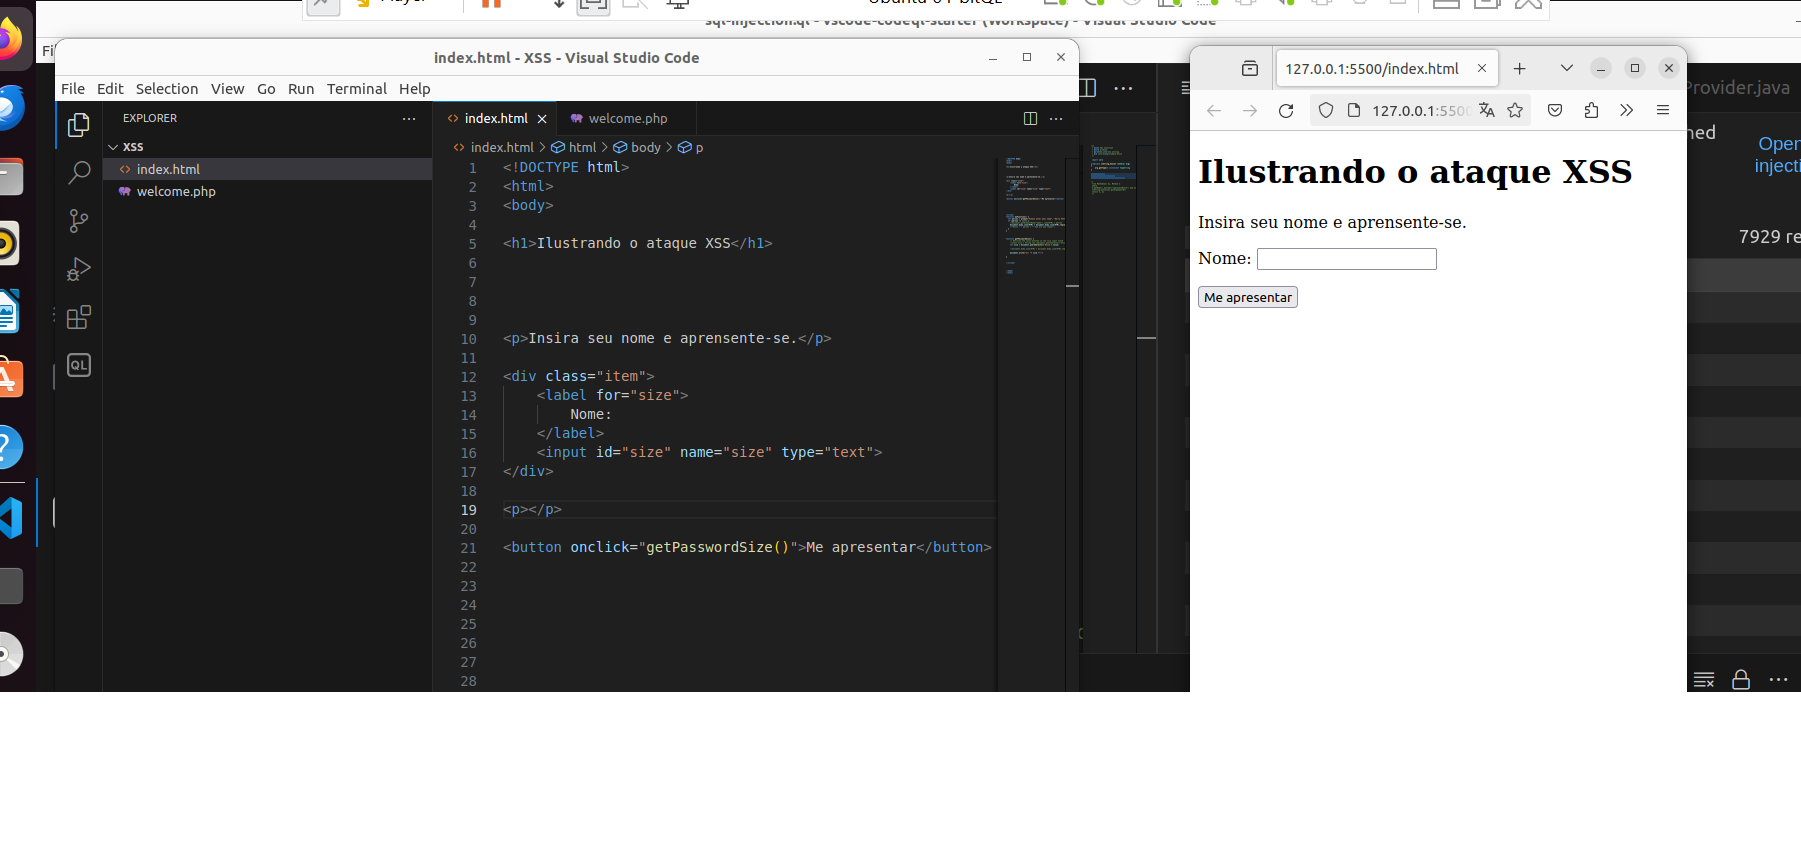 Ubuntu 64-bit QL
sql-injection.ql - vscode-codeql-starter (Workspace) - Visual Studio Code
index.html - XSS - Visual Studio Code
File Edit Selection View Go Run Terminal Help
EXPLORER
XSS
index.html
welcome.php
index.html
welcome.php
index.html > html > body > p
1 <!DOCTYPE html>
2 <html>
3 <body>
4
5 <h1>Ilustrando o ataque XSS</h1>
6
7
8
9
10 <p>Insira seu nome e aprensente-se.</p>
11
12 <div class="item">
13 <label for="size">
14 Nome:
15 </label>
16 <input id="size" name="size" type="text">
17 </div>
18
19 <p></p>
20
21 <button onclick="getPasswordSize()">Me apresentar</button>
22
23
24
25
26
27
28
127.0.0.1:5500/index.html
127.0.0.1:5500
Ilustrando o ataque XSS
Insira seu nome e aprensente-se.
Nome:
Me apresentar
Provider.java
Open
7929 re
QL